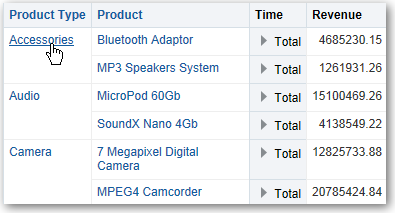 Product Type Product Time Revenue
Accessories Bluetooth Adaptor Total 4685230.15
MP3 Speakers System Total 1261931.26
Audio MicroPod 60Gb Total 15100469.26
SoundX Nano 4Gb Total 4138549.22
Camera 7 Megapixel Digital Total 12825733.88
Camera
MPEG4 Camcorder Total 20785424.84